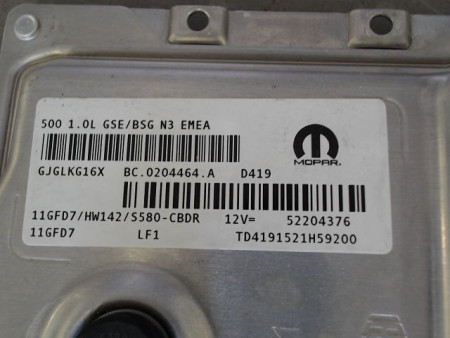 500 1.0L GSE/BSG N3 EMEA
MOPAR
GJGLKG16X BC.0204464.A D419
11GFD7/HW142/S580-CBDR 12V= 52204376
11GFD7 LF1 TD4191521H59200